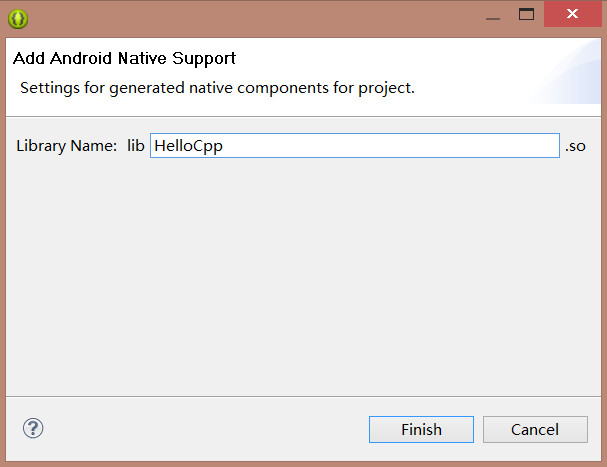 Add Android Native Support
Settings for generated native components for project.
Library Name: lib HelloCpp .so
Finish Cancel